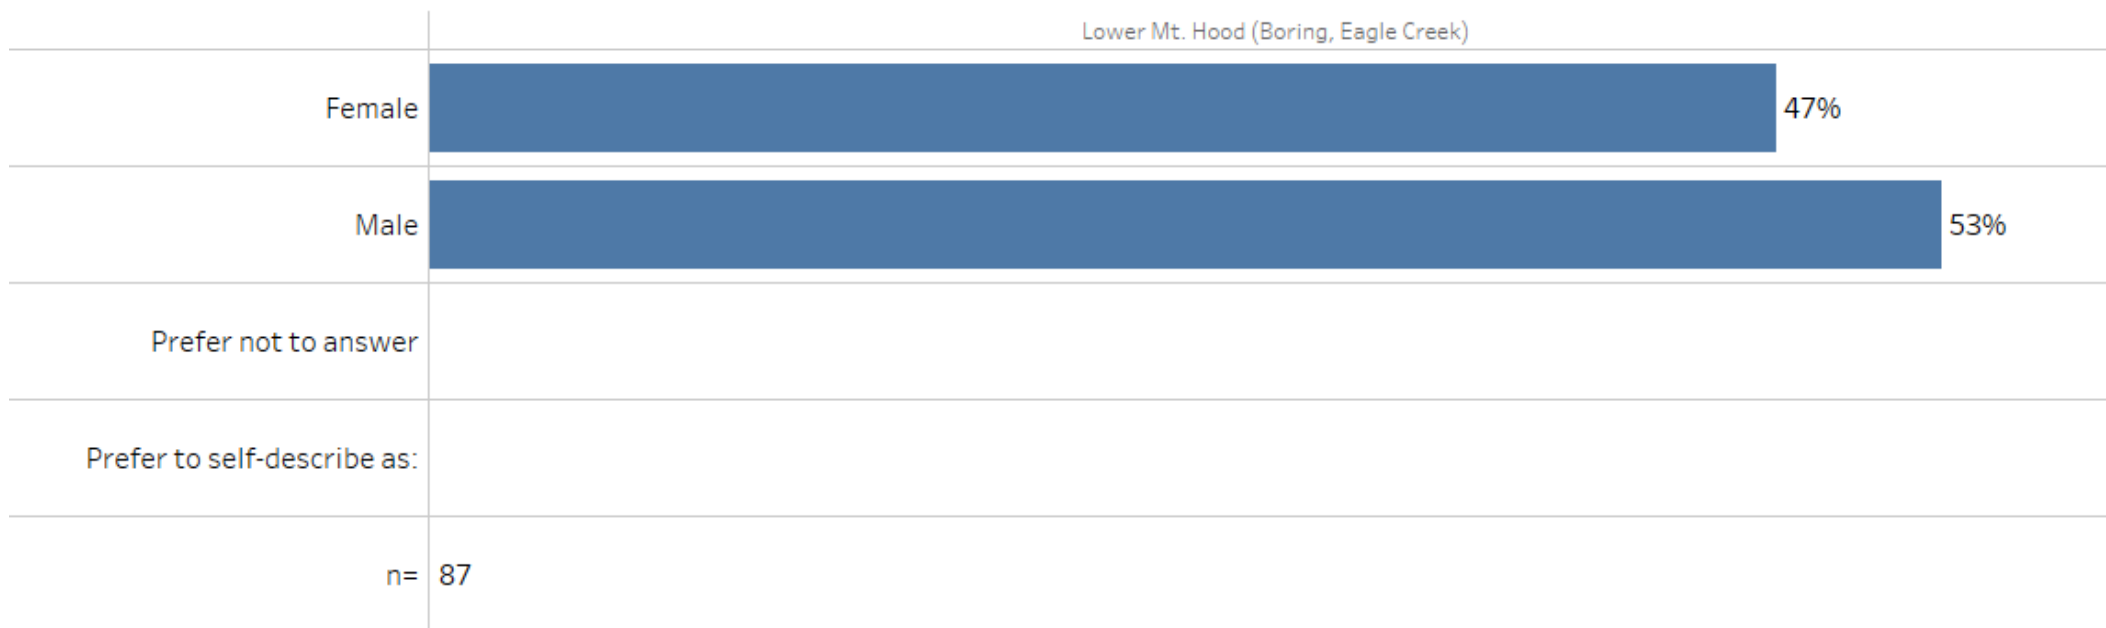 Lower Mt. Hood (Boring, Eagle Creek)
Female 47%
Male 53%
Prefer not to answer
Prefer to self-describe as:
n= 87